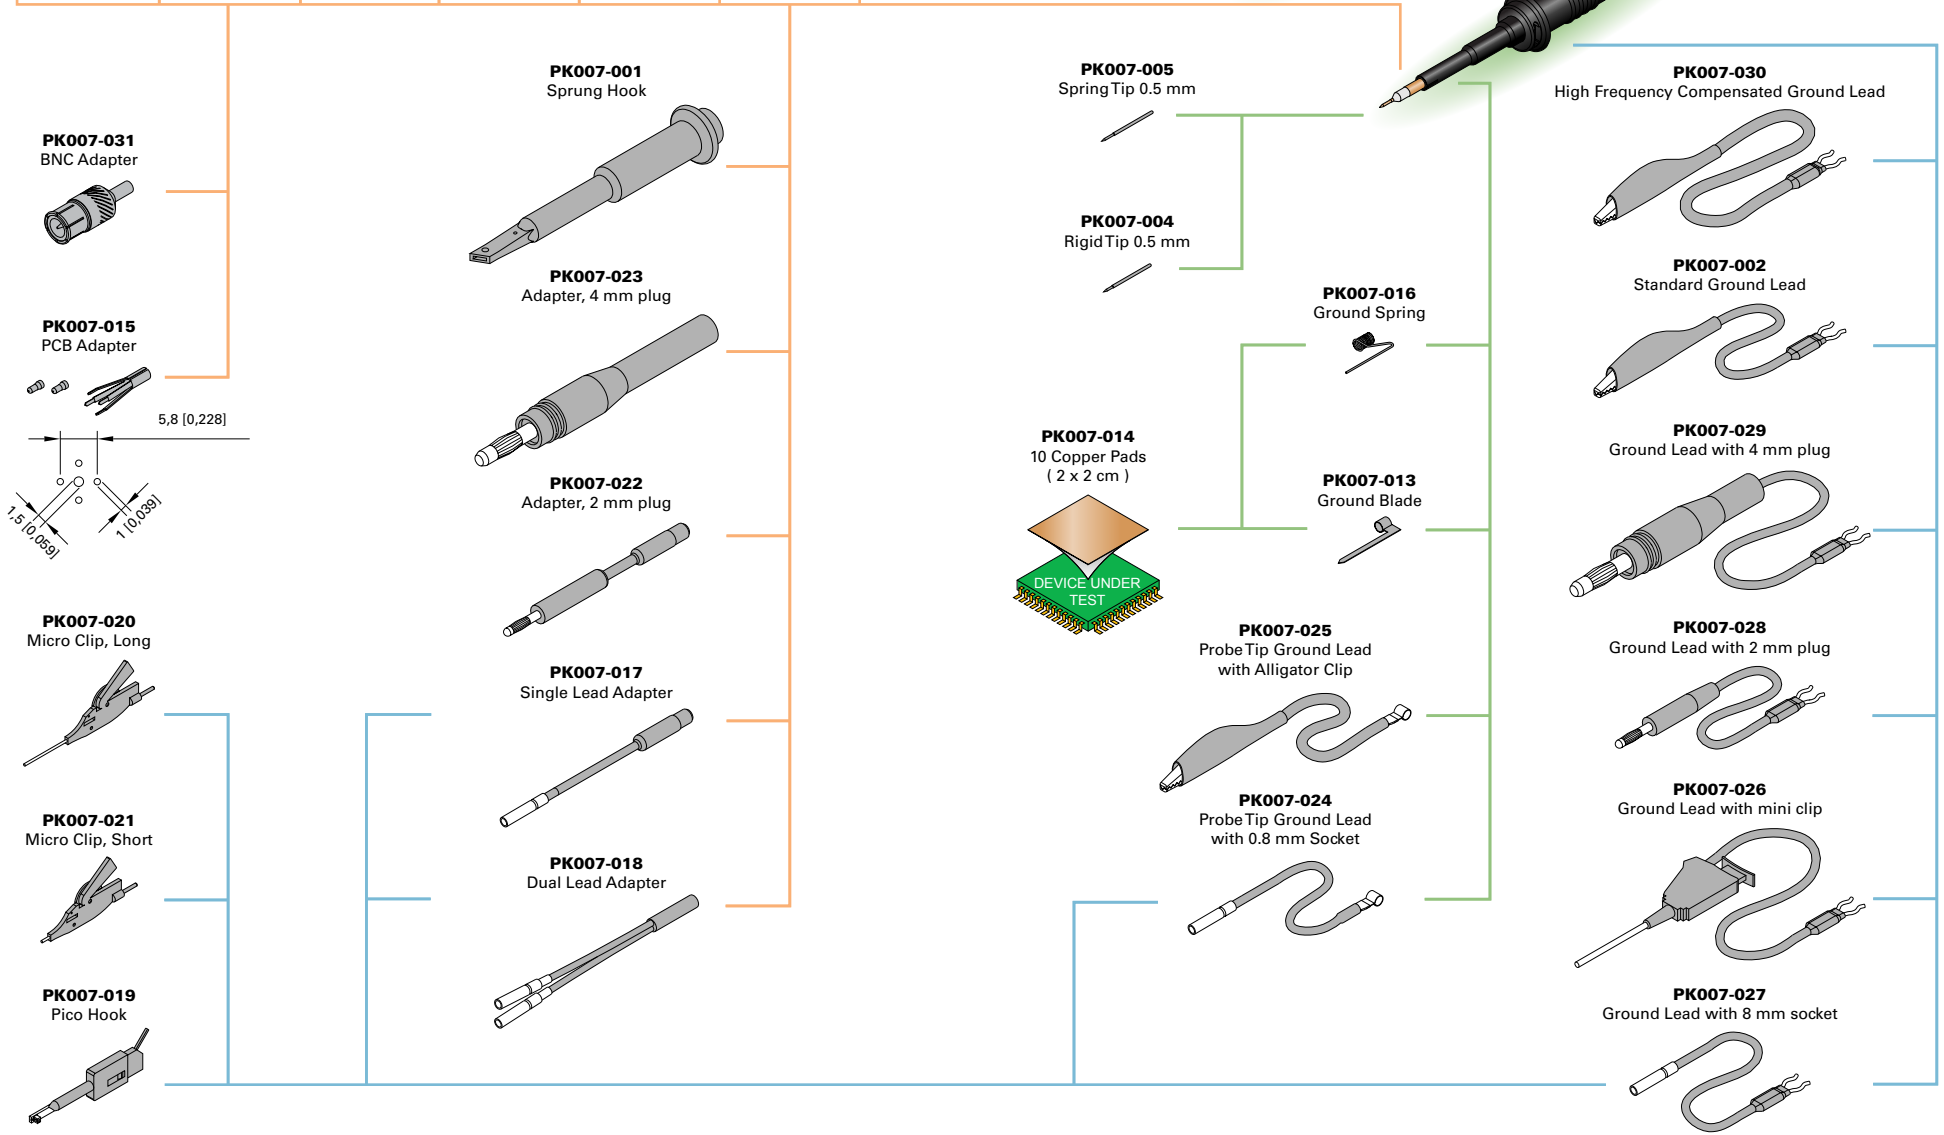 PK007-031
BNC Adapter
PK007-015
PCB Adapter
5,8 [0,228]
1,5 [0,059]
1 [0,039]
PK007-020
Micro Clip, Long
PK007-021
Micro Clip, Short
PK007-019
Pico Hook
PK007-001
Sprung Hook
PK007-023
Adapter, 4 mm plug
PK007-022
Adapter, 2 mm plug
PK007-017
Single Lead Adapter
PK007-018
Dual Lead Adapter
PK007-005
Spring Tip 0.5 mm
PK007-004
Rigid Tip 0.5 mm
PK007-016
Ground Spring
PK007-014
10 Copper Pads
( 2 x 2 cm )
DEVICE UNDER
TEST
PK007-013
Ground Blade
PK007-025
Probe Tip Ground Lead
with Alligator Clip
PK007-024
Probe Tip Ground Lead
with 0.8 mm Socket
PK007-030
High Frequency Compensated Ground Lead
PK007-002
Standard Ground Lead
PK007-029
Ground Lead with 4 mm plug
PK007-028
Ground Lead with 2 mm plug
PK007-026
Ground Lead with mini clip
PK007-027
Ground Lead with 8 mm socket